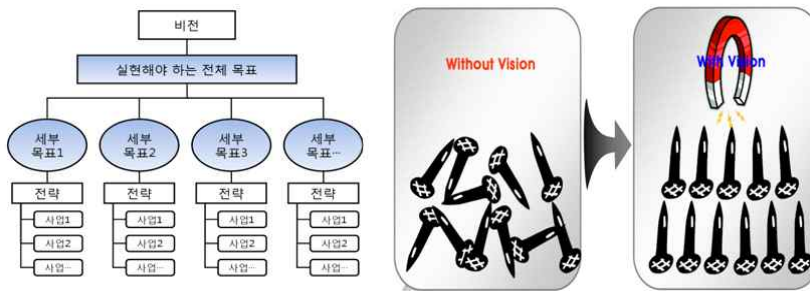 비전
실현해야 하는 전체 목표
세부
목표1
세부
목표2
세부
목표3
세부
목표…
전략
전략
전략
전략
사업1
사업1
사업1
사업1
사업2
사업2
사업2
사업2
사업…
사업…
사업…
사업…
Without Vision
With Vision